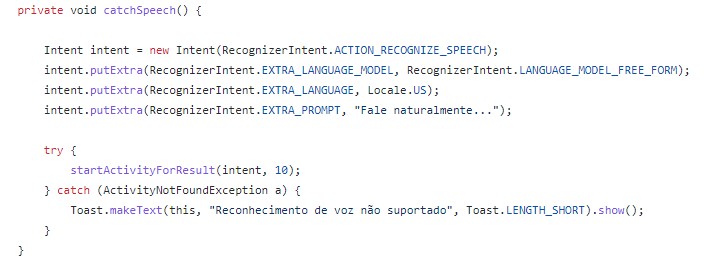 private void catchSpeech() {
Intent intent = new Intent(RecognizerIntent.ACTION_RECOGNIZE_SPEECH);
intent.putExtra(RecognizerIntent.EXTRA_LANGUAGE_MODEL, RecognizerIntent.LANGUAGE_MODEL_FREE_FORM);
intent.putExtra(RecognizerIntent.EXTRA_LANGUAGE, Locale.US);
intent.putExtra(RecognizerIntent.EXTRA_PROMPT, "Fale naturalmente...");
try {
startActivityForResult(intent, 10);
} catch (ActivityNotFoundException a) {
Toast.makeText(this, "Reconhecimento de voz não suportado", Toast.LENGTH_SHORT).show();
}
}